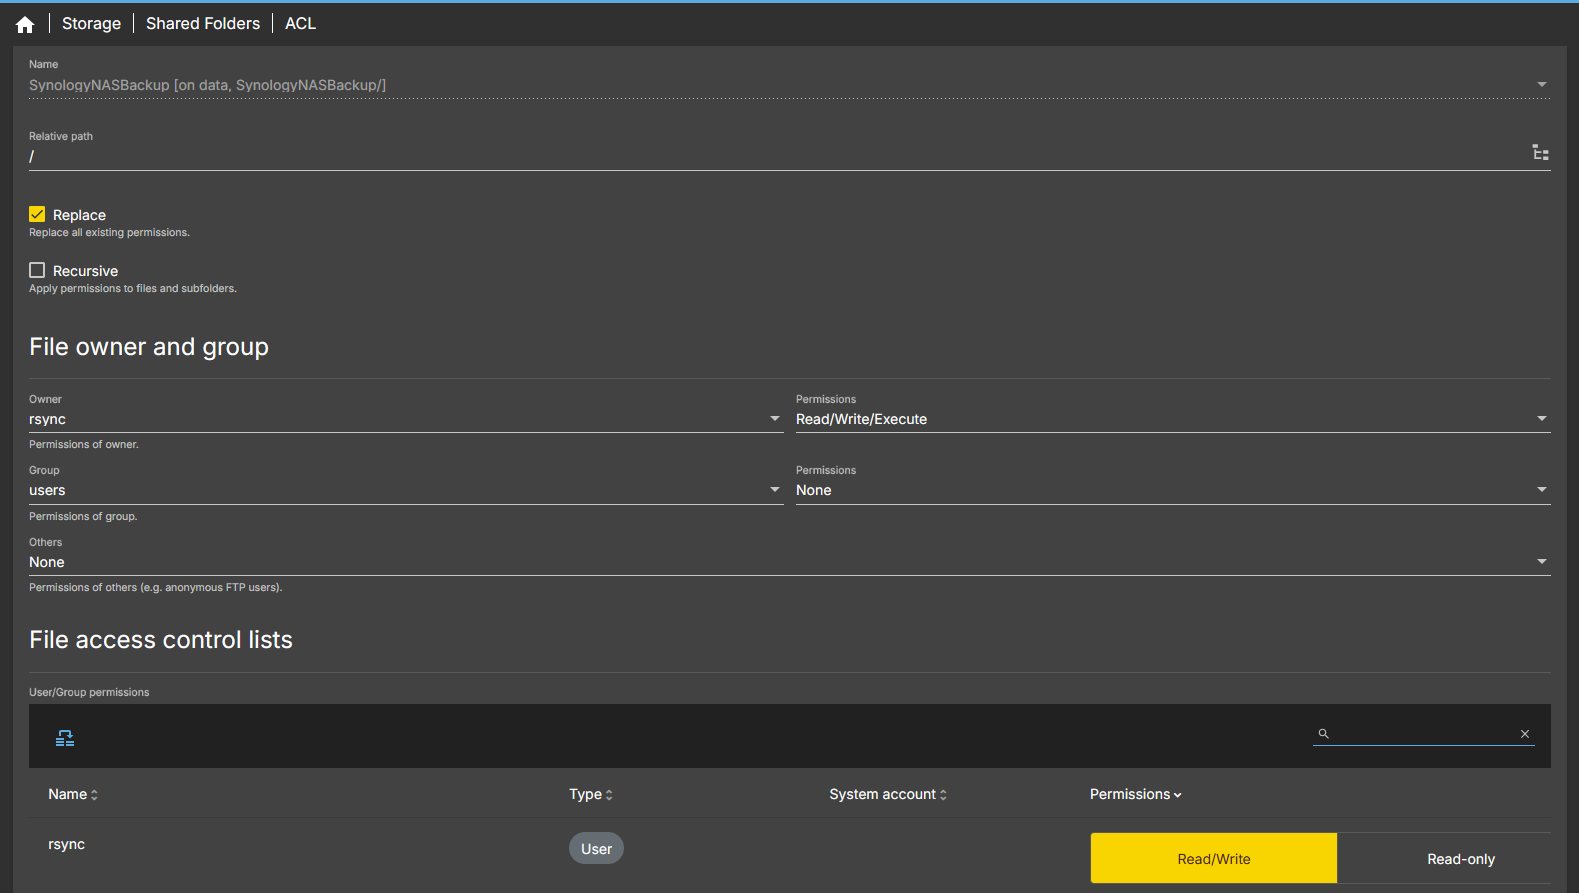 Storage | Shared Folders | ACL
Name
SynologyNASBackup [on data, SynologyNASBackup/]
Relative path
/
Replace
Replace all existing permissions.
Recursive
Apply permissions to files and subfolders.
File owner and group
Owner Permissions
rsync Read/Write/Execute
Permissions of owner.
Group Permissions
users None
Permissions of group.
Others
None
Permissions of others (e.g. anonymous FTP users).
File access control lists
User/Group permissions
Name Type System account Permissions
rsync User Read/Write Read-only